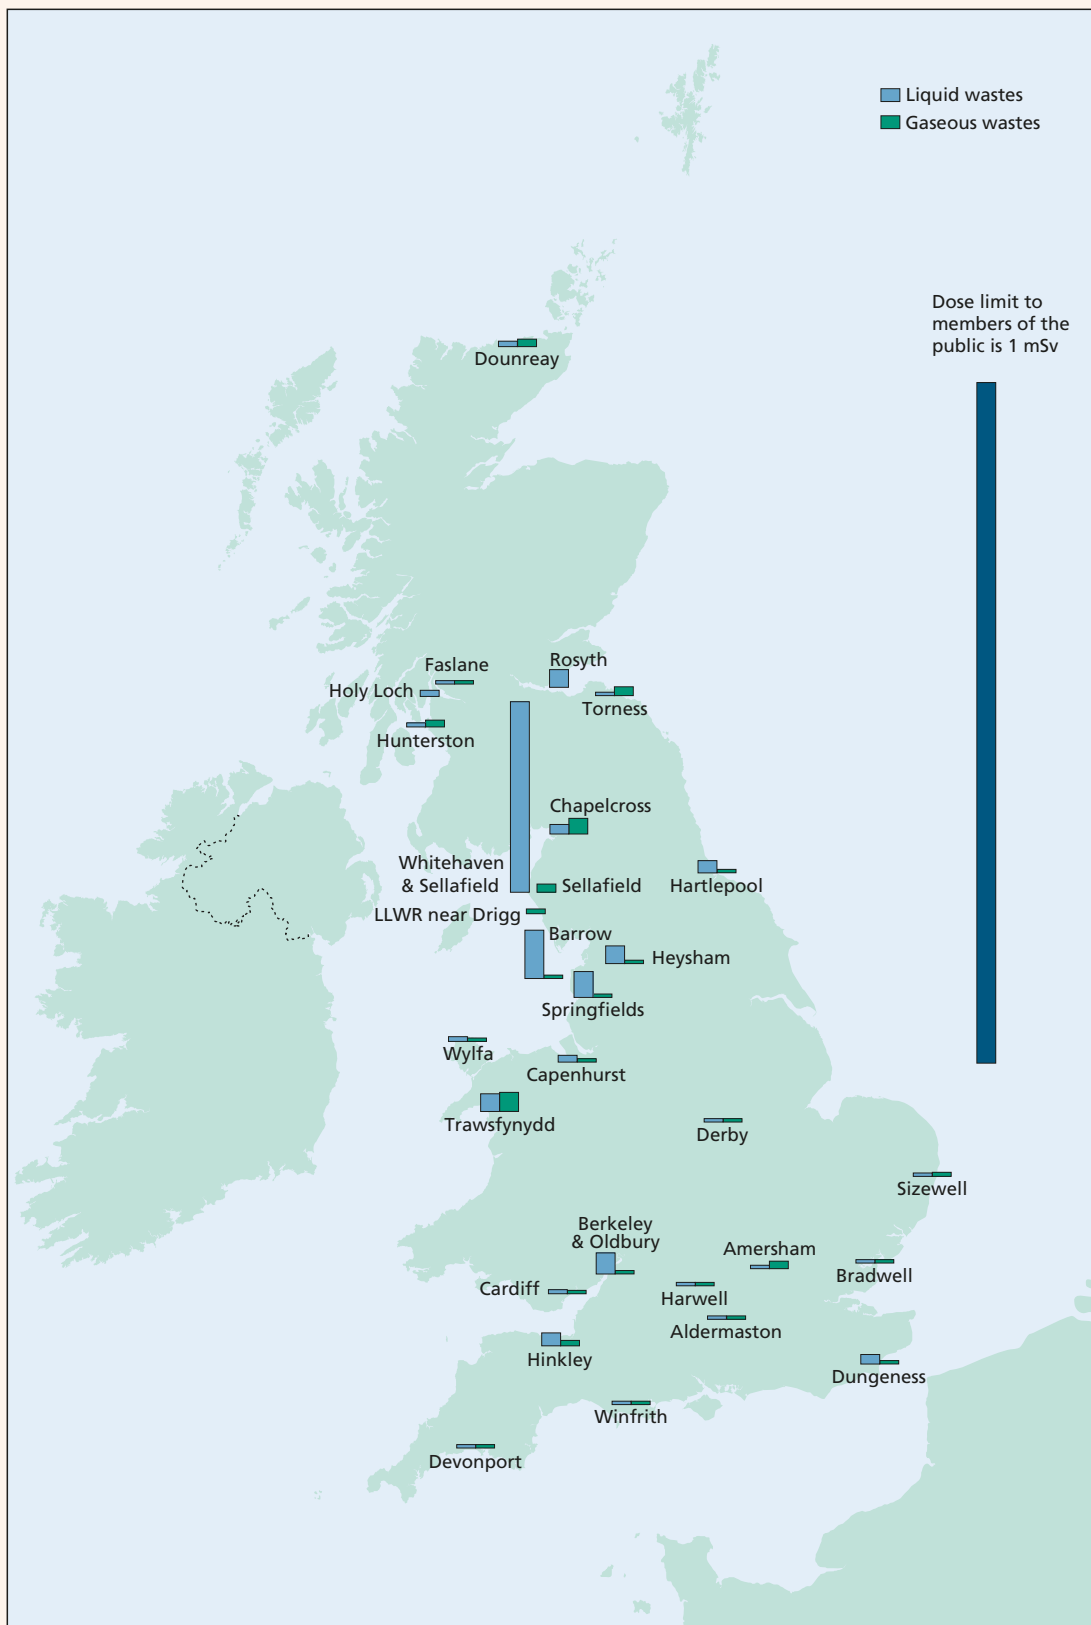 Liquid wastes
Gaseous wastes
Dose limit to
members of the
public is 1 mSv
Dounreay
Rosyth
Faslane
Holy Loch
Torness
Hunterston
Chapelcross
Whitehaven
& Sellafield
Sellafield
Hartlepool
LLWR near Drigg
Barrow
Heysham
Springfields
Wylfa
Capenhurst
Trawsfynydd
Derby
Sizewell
Berkeley
& Oldbury
Amersham
Bradwell
Cardiff
Harwell
Aldermaston
Hinkley
Dungeness
Winfrith
Devonport